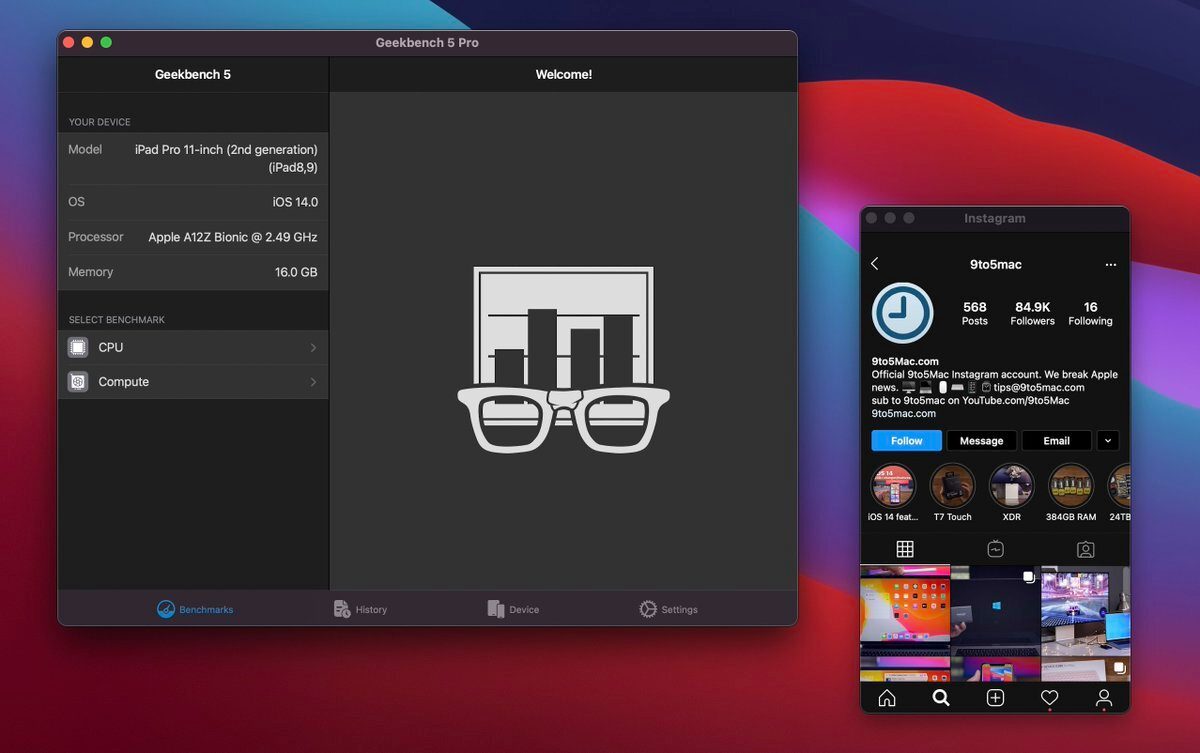 Geekbench 5 Pro
Geekbench 5
Welcome!
YOUR DEVICE
Model
iPad Pro 11-inch (2nd generation)
(iPad8,9)
OS
iOS 14.0
Processor
Apple A12Z Bionic @ 2.49 GHz
Memory
16.0 GB
SELECT BENCHMARK
CPU
Compute
Benchmarks
History
Device
Settings
Instagram
9to5mac
568
84.9K
16
Posts
Followers
Following
9to5Mac.com
Official 9to5Mac Instagram account. We break Apple
news. tips@9to5mac.com
sub to 9to5mac on YouTube.com/9to5Mac
9to5mac.com
Follow
Message
Email
iOS 14 feat...
T7 Touch
XDR
384GB RAM
24TB